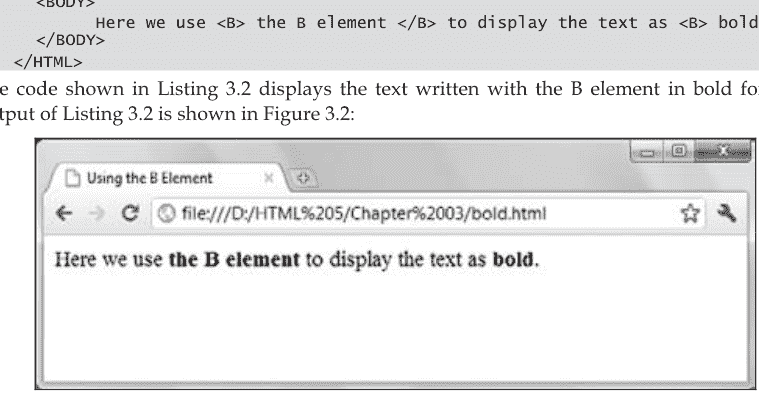 <BODY>
Here we use <B> the B element </B> to display the text as <B> bold
</BODY>
</HTML>
e code shown in Listing 3.2 displays the text written with the B element in bold fo
tput of Listing 3.2 is shown in Figure 3.2:
Using the B Element
file:///D:/HTML%205/Chapter%2003/bold.html
Here we use the B element to display the text as bold.